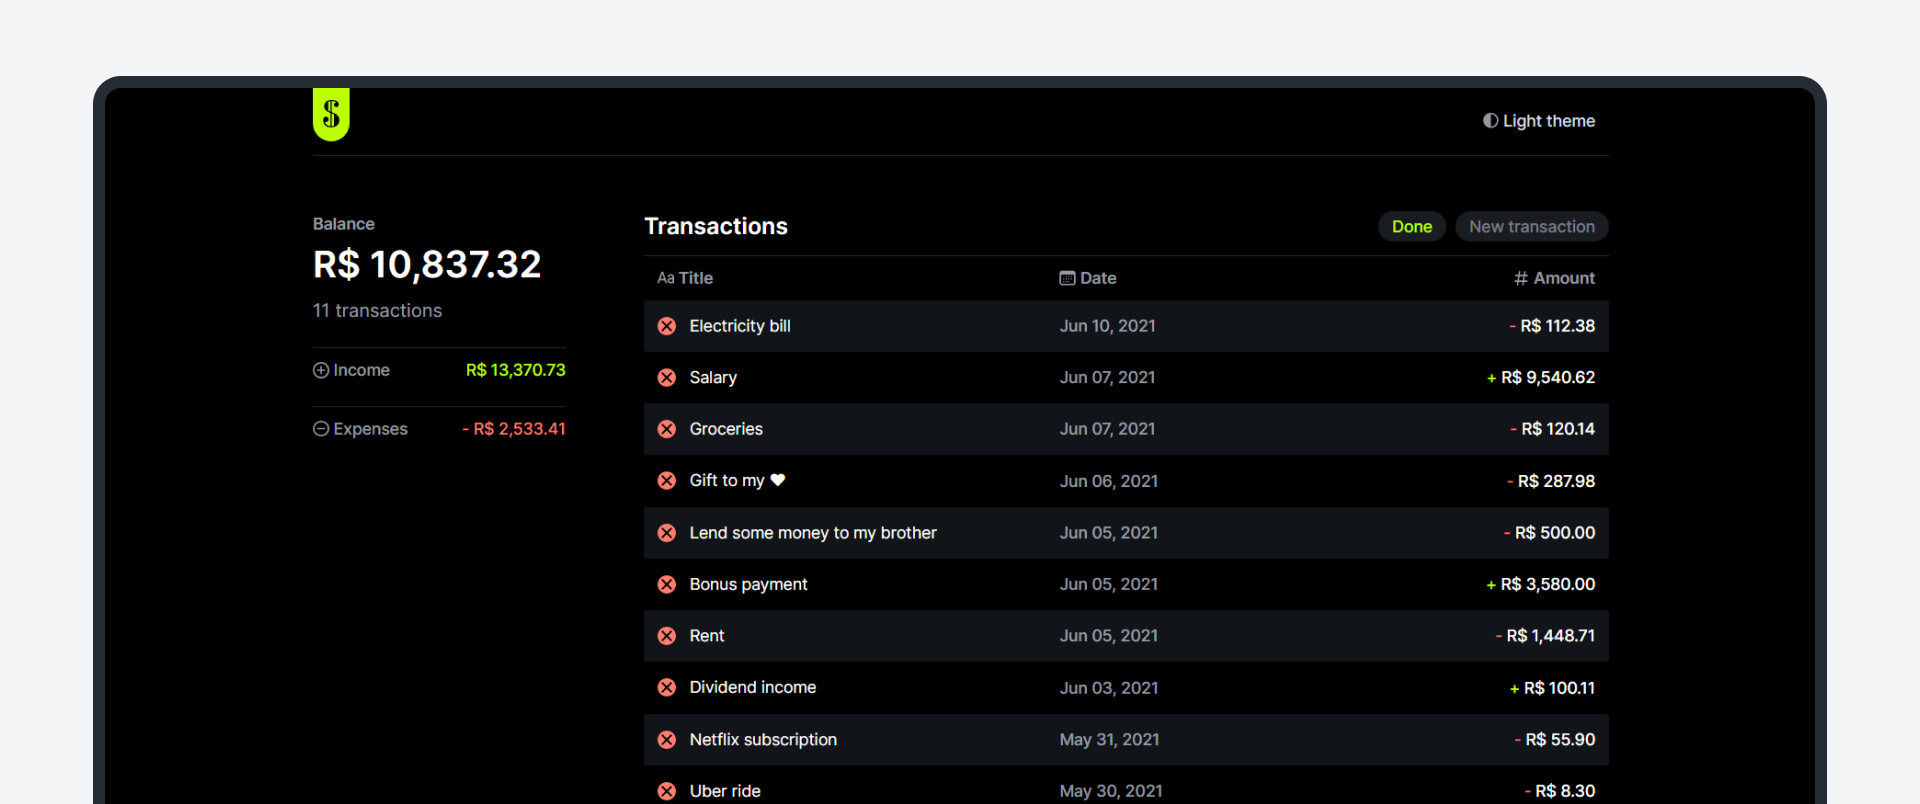 $
Light theme
Balance
R$ 10,837.32
11 transactions
Income R$ 13,370.73
Expenses - R$ 2,533.41
Transactions Done New transaction
Aa Title Date # Amount
Electricity bill Jun 10, 2021 - R$ 112.38
Salary Jun 07, 2021 + R$ 9,540.62
Groceries Jun 07, 2021 - R$ 120.14
Gift to my ♥ Jun 06, 2021 - R$ 287.98
Lend some money to my brother Jun 05, 2021 - R$ 500.00
Bonus payment Jun 05, 2021 + R$ 3,580.00
Rent Jun 05, 2021 - R$ 1,448.71
Dividend income Jun 03, 2021 + R$ 100.11
Netflix subscription May 31, 2021 - R$ 55.90
Uber ride May 30, 2021 - R$ 8.30